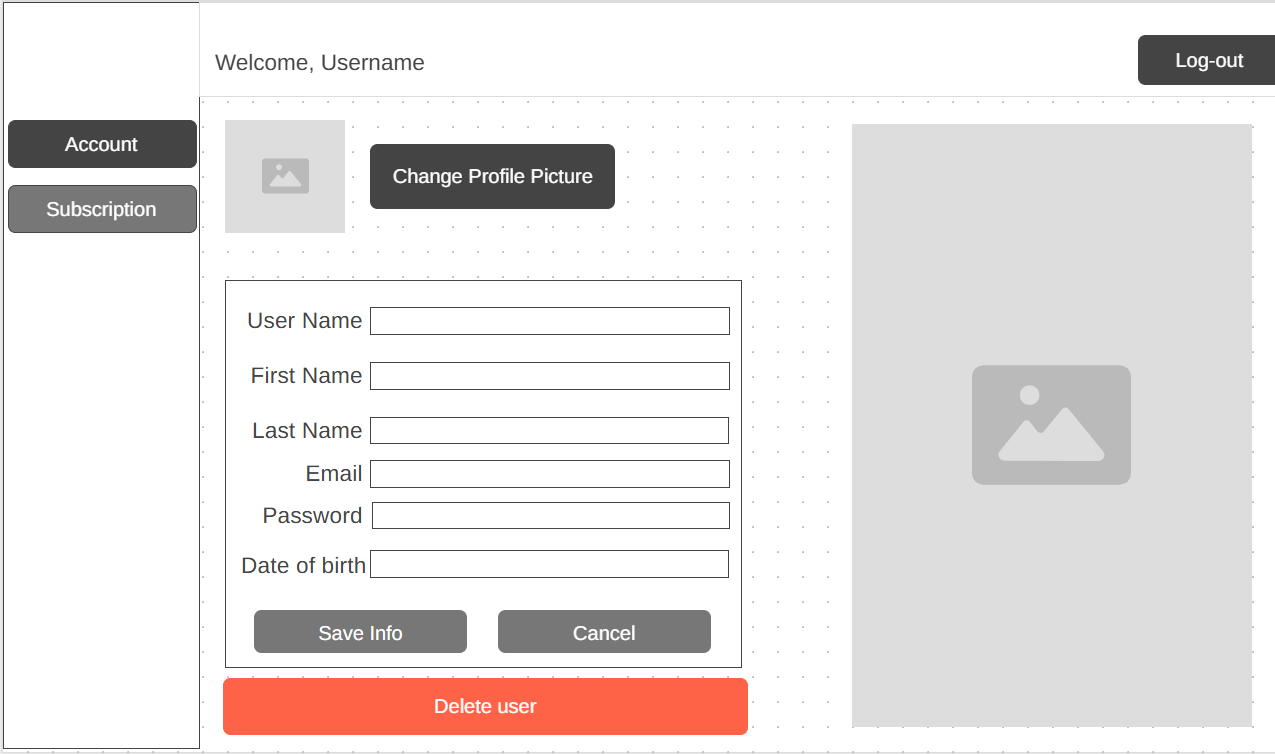 Welcome, Username
Log-out
Account
Subscription
Change Profile Picture
User Name
First Name
Last Name
Email
Password
Date of birth
Save Info
Cancel
Delete user